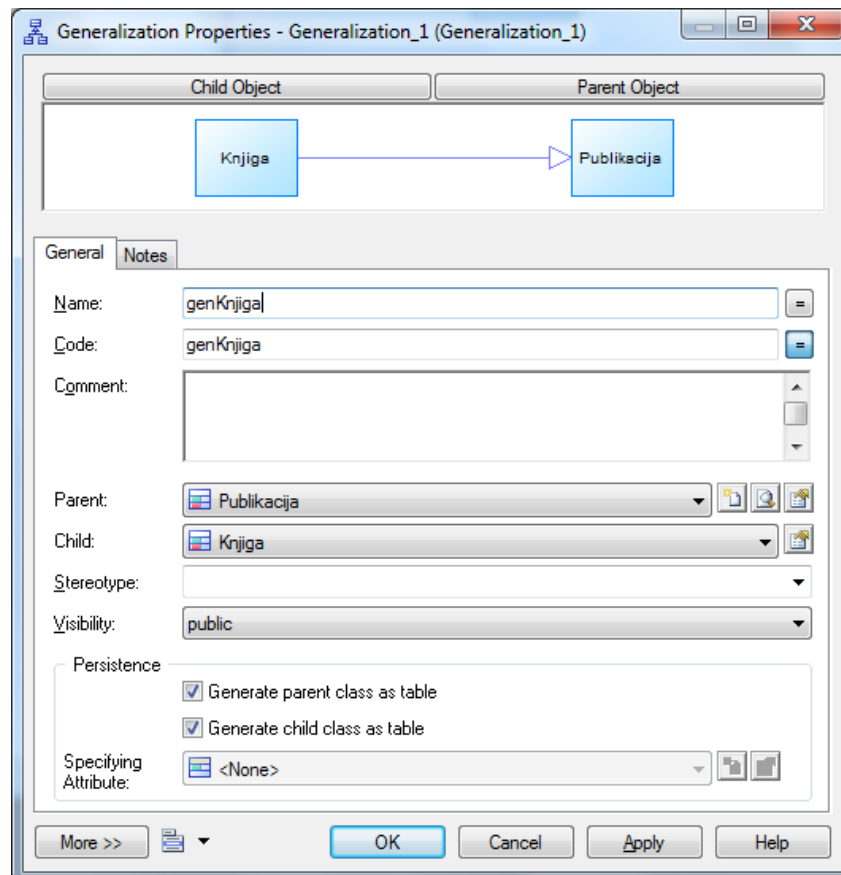 Generalization Properties - Generalization_1 (Generalization_1)
Child Object Parent Object
Knjiga Publikacija
General Notes
Name: genKnjiga =
Code: genKnjiga =
Comment:
Parent: Publikacija
Child: Knjiga
Stereotype:
Visibility: public
Persistence
Generate parent class as table
Generate child class as table
Specifying
Attribute: <None>
More >> OK Cancel Apply Help